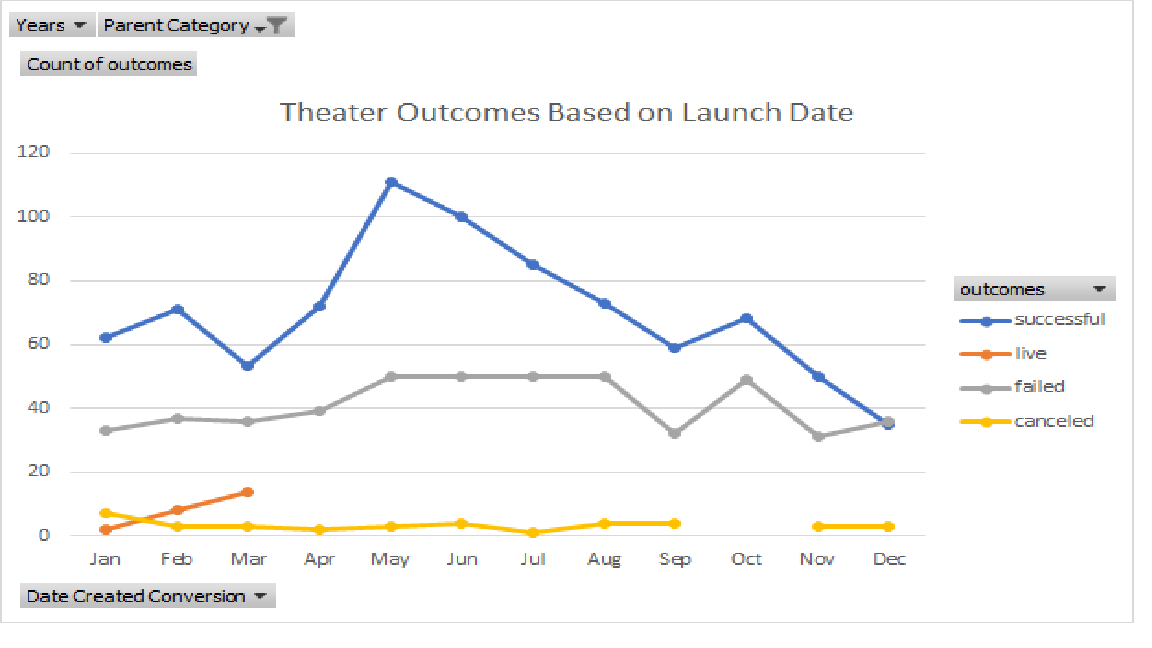 Years Parent Category
Count of outcomes
Theater Outcomes Based on Launch Date
120
100
80
60
40
20
0
Jan Feb Mar Apr May Jun Jul Aug Sep Oct Nov Dec
outcomes
successful
live
failed
canceled
Date Created Conversion